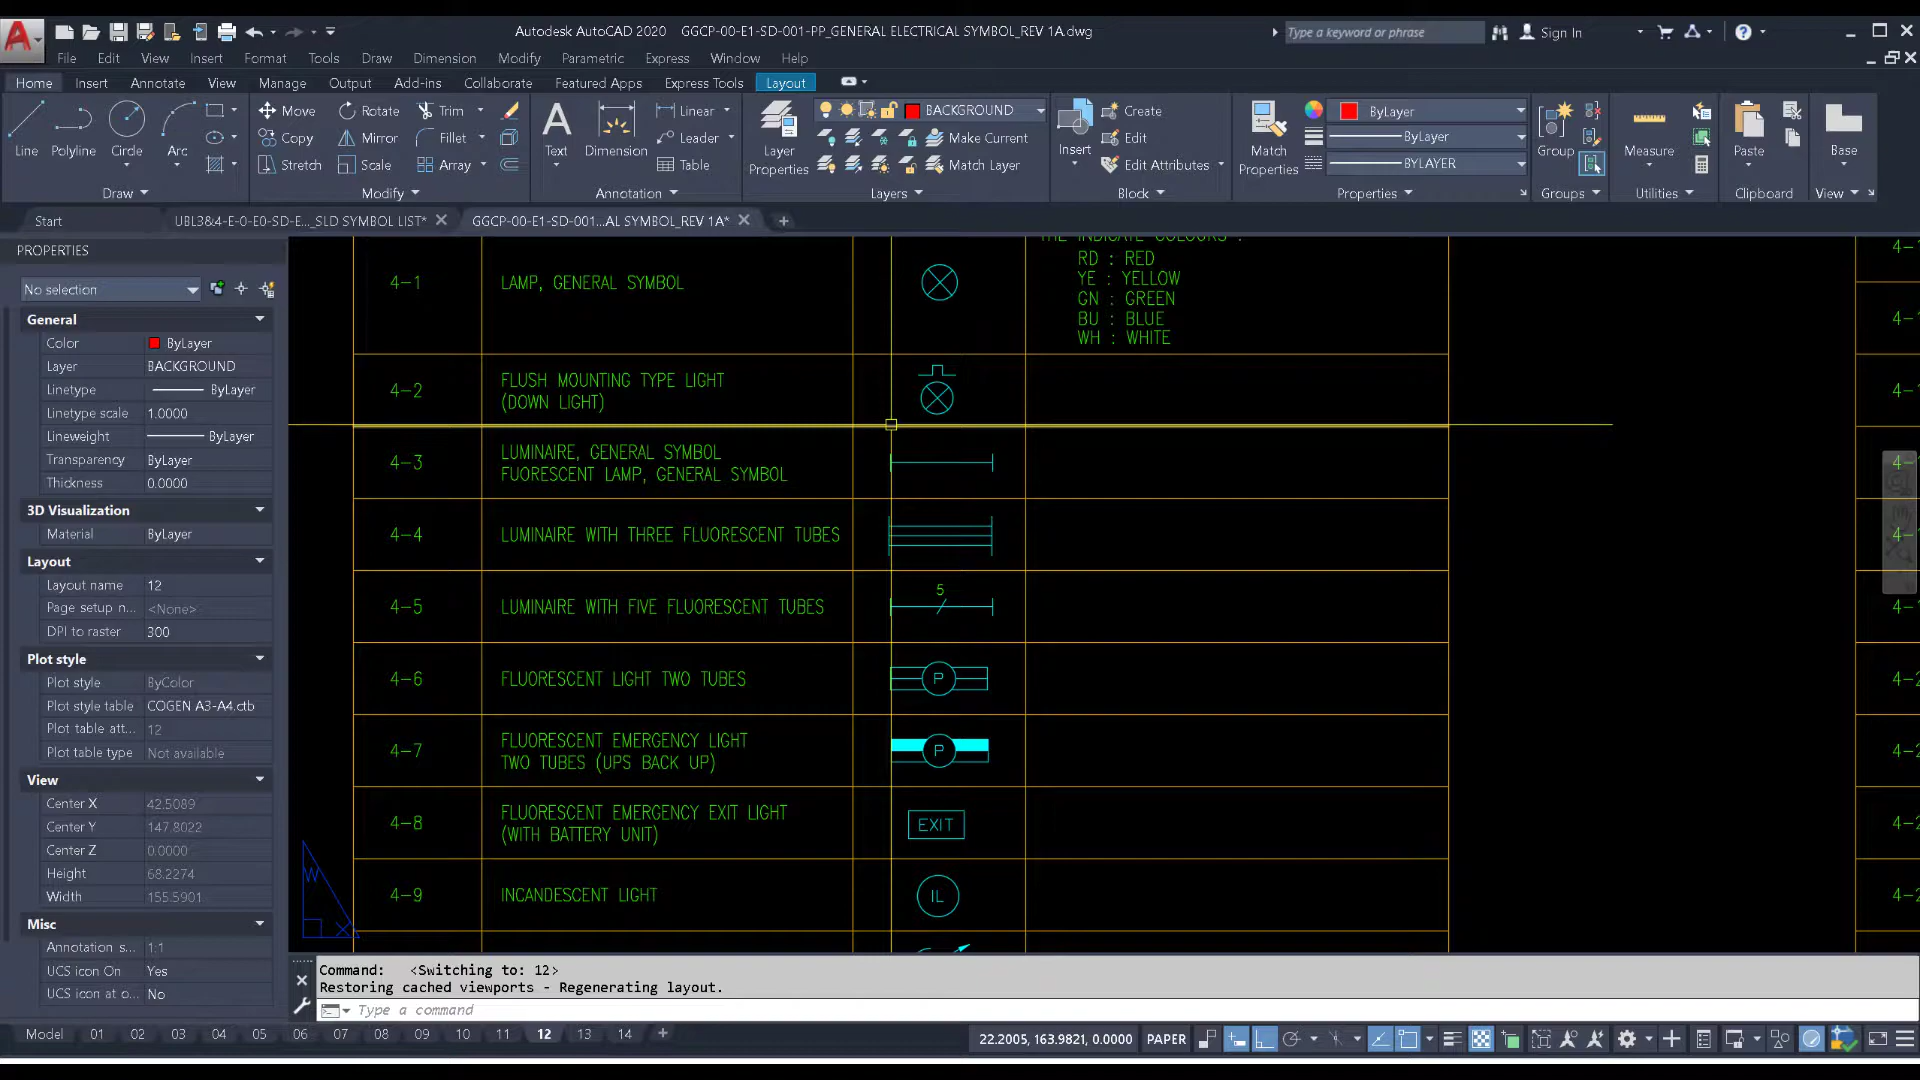 Autodesk AutoCAD 2020 GGCP-00-E1-SD-001-PP_GENERAL ELECTRICAL SYMBOL_REV 1A.dwg
Type a keyword or phrase
Sign In
File Edit View Insert Format Tools Draw Dimension Modify Parametric Express Window Help
Home Insert Annotate View Manage Output Add-ins Collaborate Featured Apps Express Tools Layout
Line Polyline Circle Arc
Move Rotate Trim
Copy Mirror Fillet
Stretch Scale Array
Text Dimension
Linear
Leader
Table
Layer Properties
BACKGROUND
Make Current
Match Layer
Insert
Create
Edit
Edit Attributes
Match Properties
ByLayer
ByLayer
BYLAYER
Group Measure Paste Base
Draw Modify Annotation Layers Block Properties Groups Utilities Clipboard View
Start
UBL3&4-E-0-E0-SD-E..._SLD SYMBOL LIST*
GGCP-00-E1-SD-001...AL SYMBOL_REV 1A*
PROPERTIES
No selection
General
Color ByLayer
Layer BACKGROUND
Linetype ByLayer
Linetype scale 1.0000
Lineweight ByLayer
Transparency ByLayer
Thickness 0.0000
3D Visualization
Material ByLayer
Layout
Layout name 12
Page setup n... <None>
DPI to raster 300
Plot style
Plot style ByColor
Plot style table COGEN A3-A4.ctb
Plot table att... 12
Plot table type Not available
View
Center X 42.5089
Center Y 147.8022
Center Z 0.0000
Height 68.2274
Width 155.5901
Misc
Annotation s... 1:1
UCS icon On Yes
UCS icon at o... No
THE INDICATE COLOURS :
RD : RED
YE : YELLOW
GN : GREEN
BU : BLUE
WH : WHITE
4-1 LAMP, GENERAL SYMBOL
4-2 FLUSH MOUNTING TYPE LIGHT
(DOWN LIGHT)
4-3 LUMINAIRE, GENERAL SYMBOL
FUORESCENT LAMP, GENERAL SYMBOL
4-4 LUMINAIRE WITH THREE FLUORESCENT TUBES
4-5 LUMINAIRE WITH FIVE FLUORESCENT TUBES 5
4-6 FLUORESCENT LIGHT TWO TUBES P
4-7 FLUORESCENT EMERGENCY LIGHT P
TWO TUBES (UPS BACK UP)
4-8 FLUORESCENT EMERGENCY EXIT LIGHT EXIT
(WITH BATTERY UNIT)
4-9 INCANDESCENT LIGHT IL
W
X
Command: <Switching to: 12>
Restoring cached viewports - Regenerating layout.
Type a command
Model 01 02 03 04 05 06 07 08 09 10 11 12 13 14
22.2005, 163.9821, 0.0000 PAPER